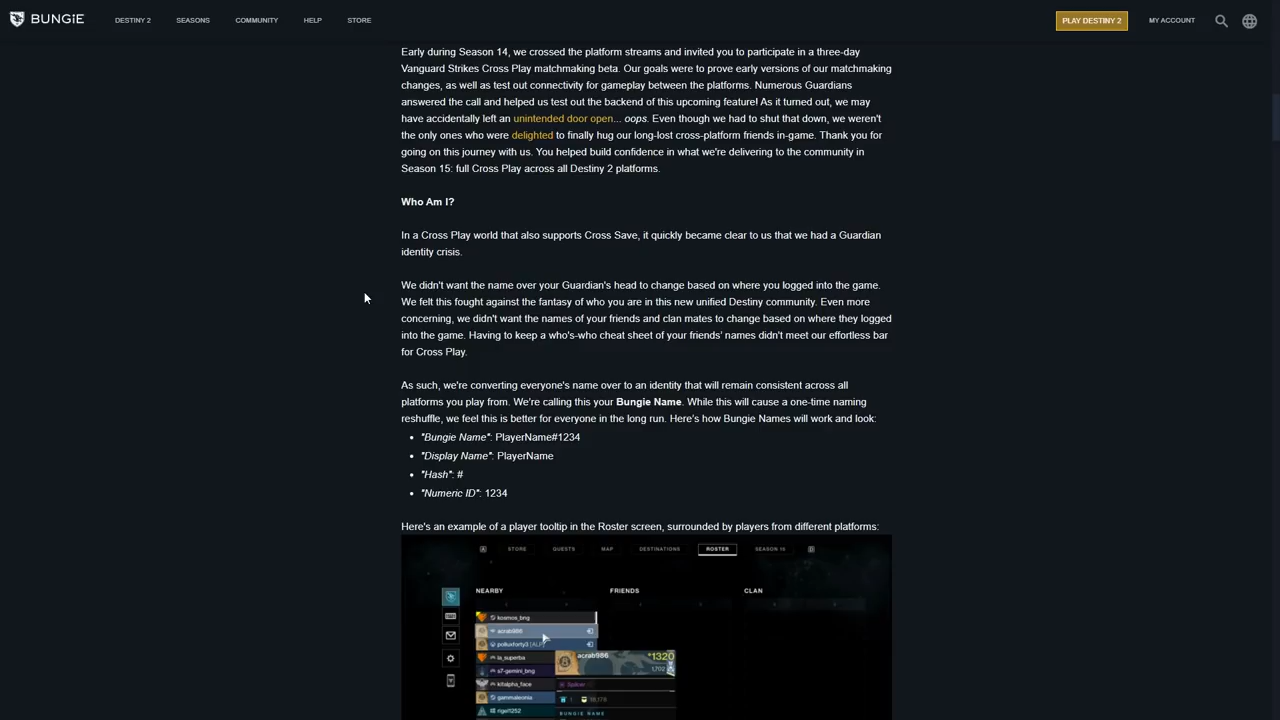 BUNGiE
DESTINY 2
SEASONS
COMMUNITY
HELP
STORE
PLAY DESTINY 2
MY ACCOUNT
Early during Season 14, we crossed the platform streams and invited you to participate in a three-day
Vanguard Strikes Cross Play matchmaking beta. Our goals were to prove early versions of our matchmaking
changes, as well as test out connectivity for gameplay between the platforms. Numerous Guardians
answered the call and helped us test out the backend of this upcoming feature! As it turned out, we may
have accidentally left an unintended door open... oops. Even though we had to shut that down, we weren't
the only ones who were delighted to finally hug our long-lost cross-platform friends in-game. Thank you for
going on this journey with us. You helped build confidence in what we're delivering to the community in
Season 15: full Cross Play across all Destiny 2 platforms.
Who Am I?
In a Cross Play world that also supports Cross Save, it quickly became clear to us that we had a Guardian
identity crisis.
We didn't want the name over your Guardian's head to change based on where you logged into the game.
We felt this fought against the fantasy of who you are in this new unified Destiny community. Even more
concerning, we didn't want the names of your friends and clan mates to change based on where they logged
into the game. Having to keep a who's-who cheat sheet of your friends' names didn't meet our effortless bar
for Cross Play.
As such, we're converting everyone's name over to an identity that will remain consistent across all
platforms you play from. We're calling this your Bungie Name. While this will cause a one-time naming
reshuffle, we feel this is better for everyone in the long run. Here's how Bungie Names will work and look:
• "Bungie Name": PlayerName#1234
• "Display Name": PlayerName
• "Hash": #
• "Numeric ID": 1234
Here's an example of a player tooltip in the Roster screen, surrounded by players from different platforms:
A STORE QUESTS MAP DESTINATIONS ROSTER SEASON 15 D
NEARBY FRIENDS CLAN
kosmos_bng
acrab986
polluxforty3
acrab986 1320
la_superba
s7-gemini_bng
kitalpha_face
gammaleonis
rigel1252
BUNGIE NAME